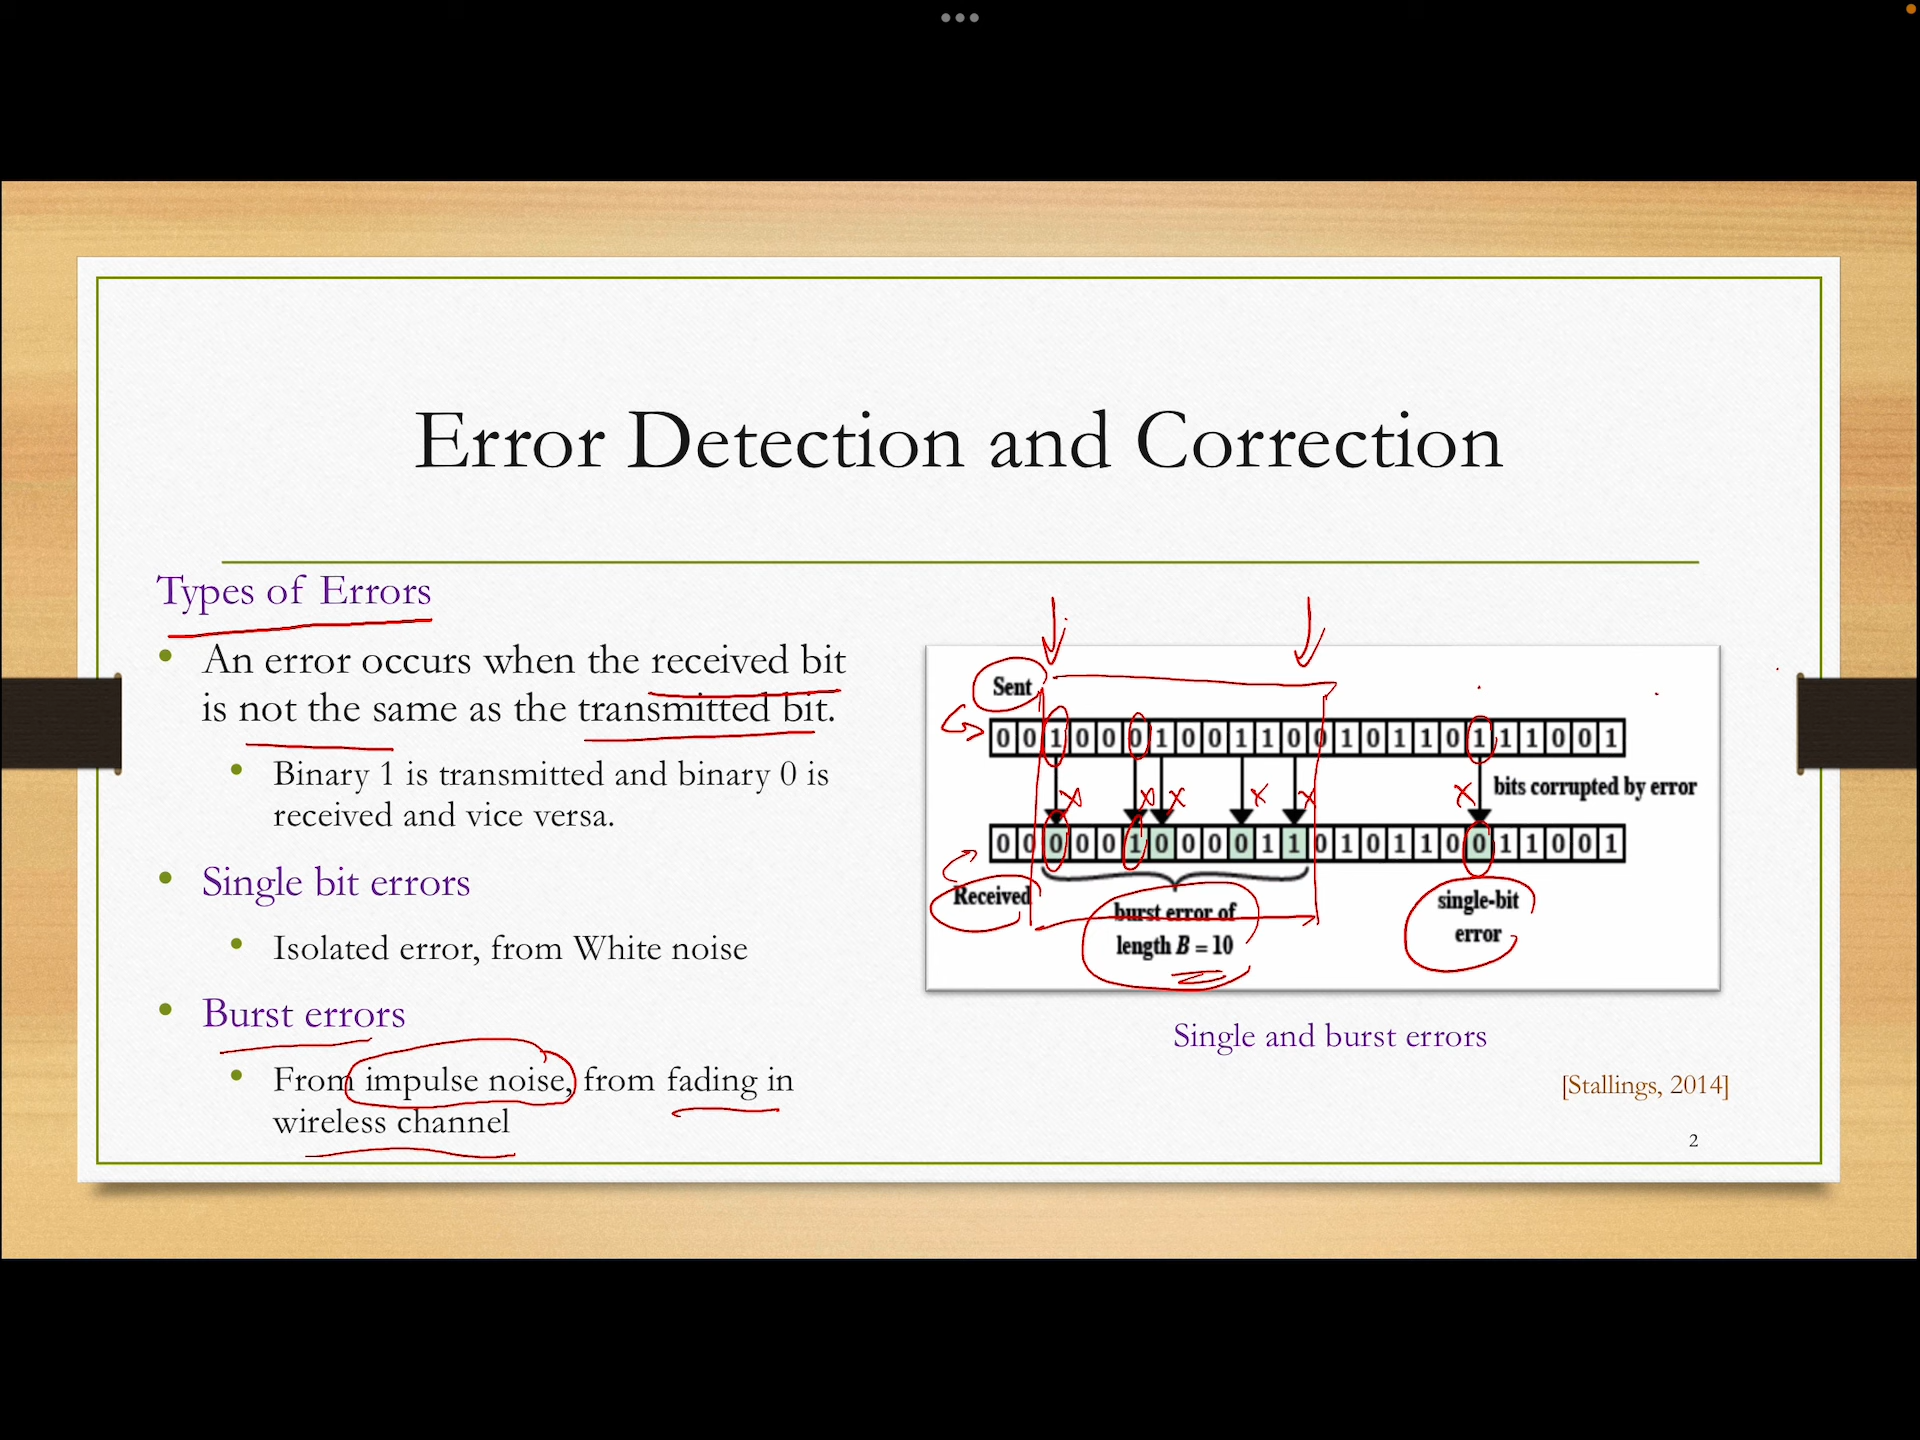 Error Detection and Correction
Types of Errors
• An error occurs when the received bit
is not the same as the transmitted bit.
• Binary 1 is transmitted and binary 0 is
received and vice versa.
• Single bit errors
• Isolated error, from White noise
• Burst errors
• From impulse noise, from fading in
wireless channel
Sent
0 0 1 0 0 0 1 0 0 1 1 0 0 1 0 1 1 0 1 1 1 0 0 1
x x x x x x
bits corrupted by error
0 0 0 0 0 1 0 0 0 0 1 1 0 1 0 1 1 0 0 1 1 0 0 1
Received
burst error of
length B = 10
single-bit
error
Single and burst errors
[Stallings, 2014]
2